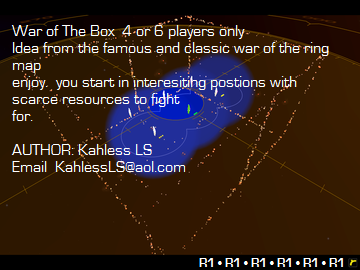 War of The Box 4 or 6 players only.
Idea from the famous and classic war of the ring
map
enjoy.. you start in interesitng postions with
scarce resources to fight
for.
AUTHOR: Kahless LS
Email KahlessLS@aol.com
R1 • R1 • R1 • R1 • R1 • R1 r